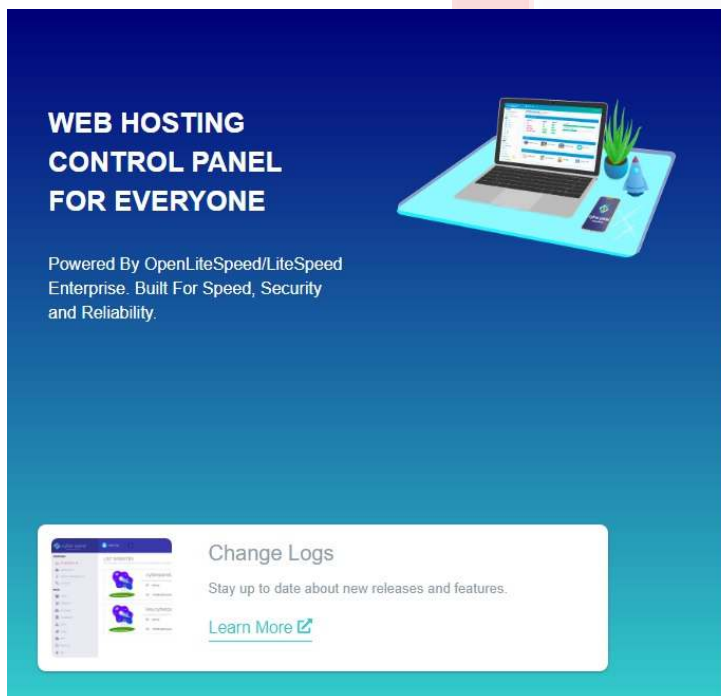 WEB HOSTING
CONTROL PANEL
FOR EVERYONE
Powered By OpenLiteSpeed/LiteSpeed
Enterprise. Built For Speed, Security
and Reliability.
Change Logs
Stay up to date about new releases and features.
Learn More